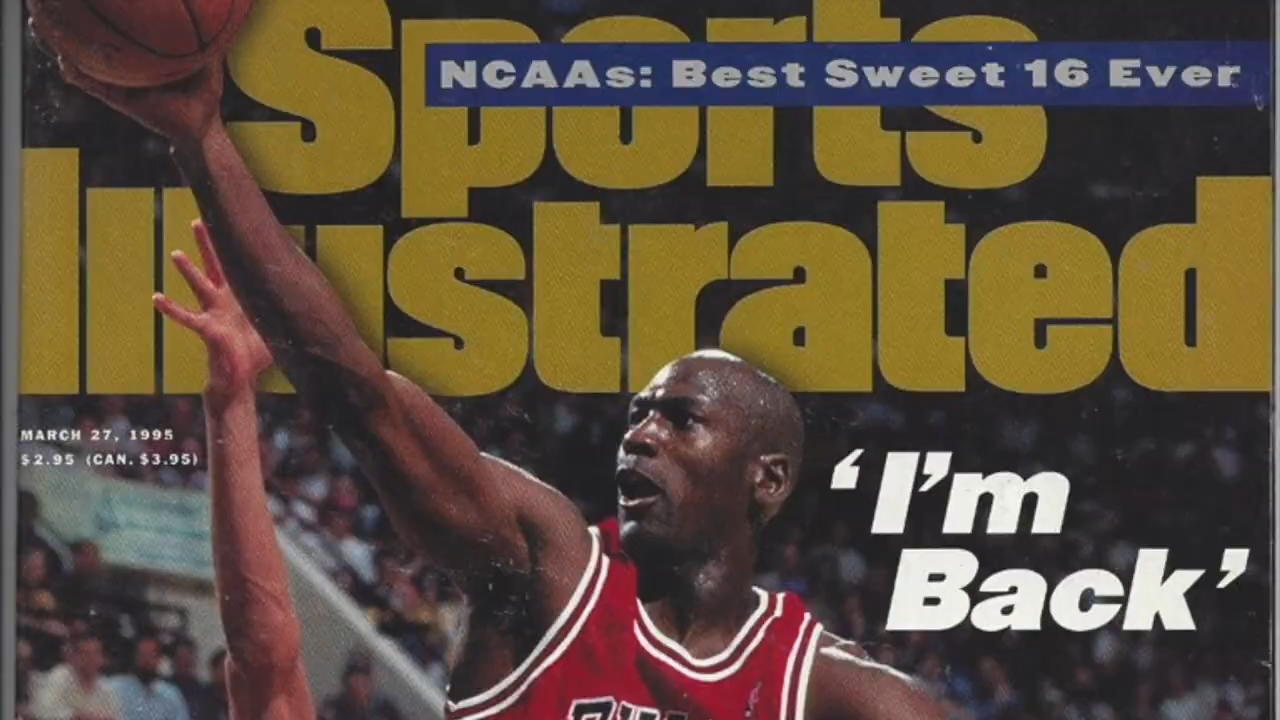 Sports
NCAAs: Best Sweet 16 Ever
Illustrated
MARCH 27, 1995
$2.95 (CAN. $3.95)
‘I’m
Back’